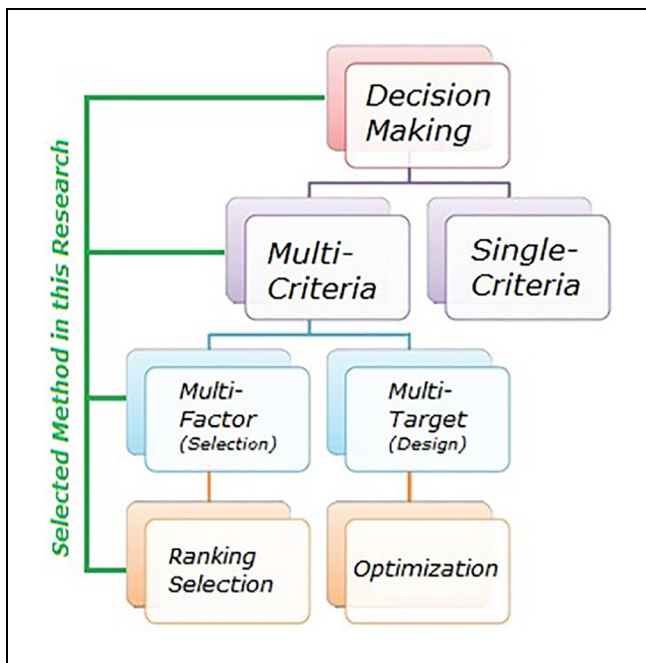 Selected Method in this Research
Decision
Making
Multi-
Criteria
Single-
Criteria
Multi-
Factor
(Selection)
Multi-
Target
(Design)
Ranking
Selection
Optimization